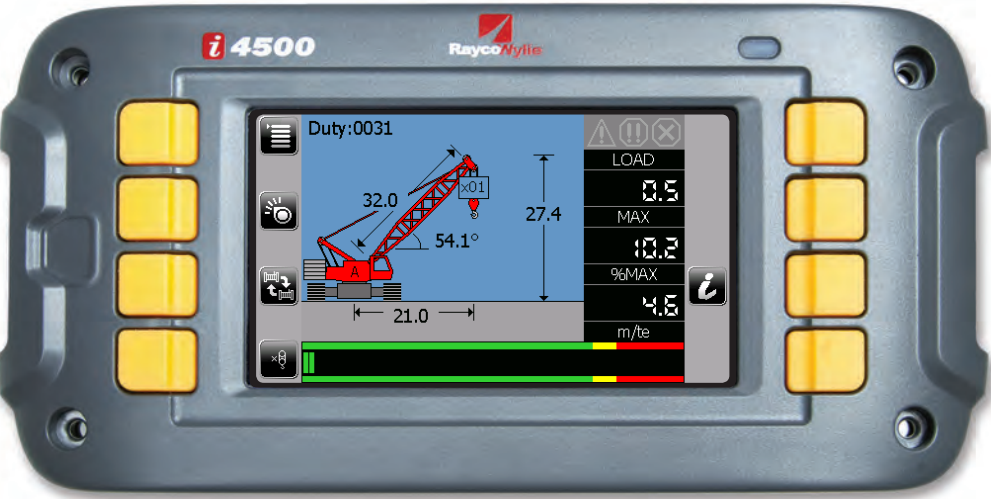 i 4500
RaycoWylie
Duty:0031
LOAD
0.5
MAX
10.2
%MAX
4.6
m/te
32.0
x01
27.4
54.1°
A
21.0
i
x